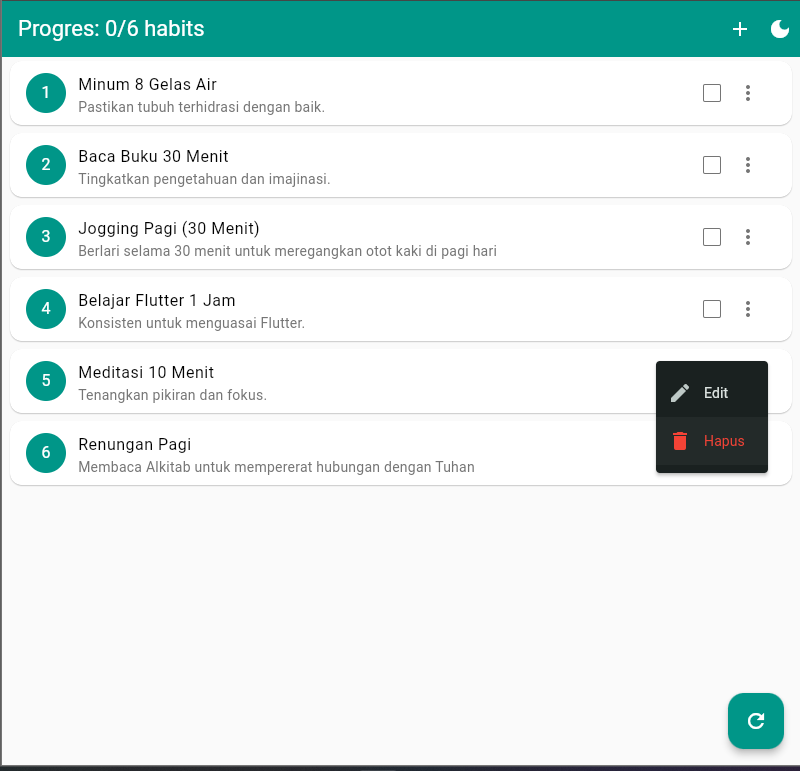 Progres: 0/6 habits
1
Minum 8 Gelas Air
Pastikan tubuh terhidrasi dengan baik.
2
Baca Buku 30 Menit
Tingkatkan pengetahuan dan imajinasi.
3
Jogging Pagi (30 Menit)
Berlari selama 30 menit untuk meregangkan otot kaki di pagi hari
4
Belajar Flutter 1 Jam
Konsisten untuk menguasai Flutter.
5
Meditasi 10 Menit
Tenangkan pikiran dan fokus.
Edit
6
Renungan Pagi
Membaca Alkitab untuk mempererat hubungan dengan Tuhan
Hapus